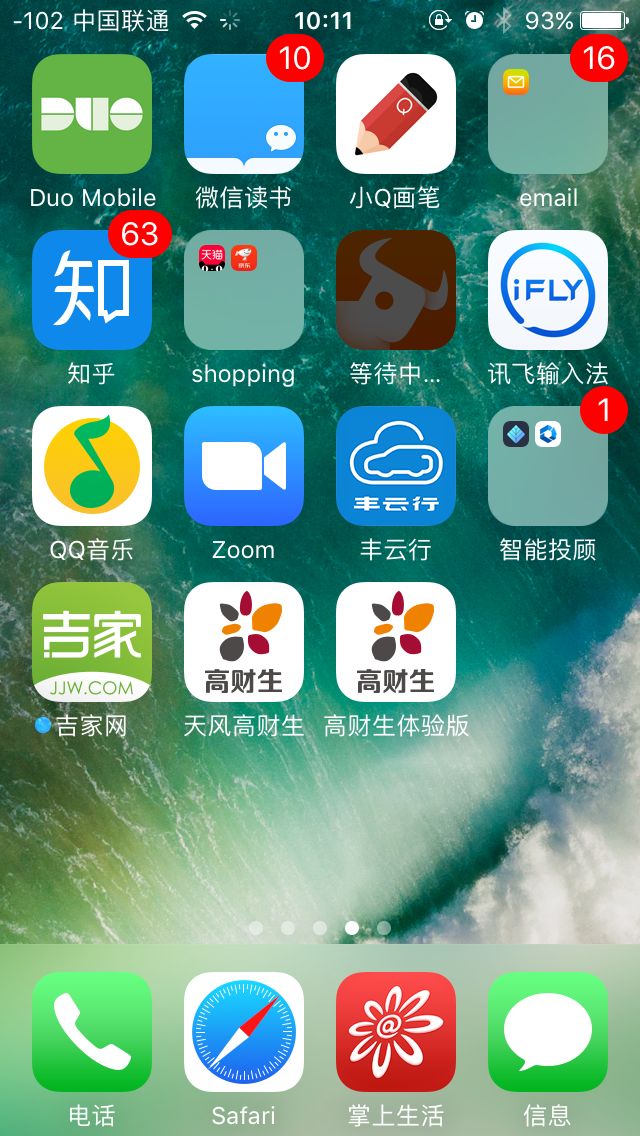 -102 中国联通 10:11 93%
10
16
DUO
Duo Mobile
微信读书
Q
小Q画笔
email
63
知
知乎
天猫
京东
shopping
等待中...
iFLY
讯飞输入法
1
QQ音乐
Zoom
丰云行
丰云行
智能投顾
吉家
JJW.COM
吉家网
高财生
天风高财生
高财生
高财生体验版
电话
Safari
@
掌上生活
信息